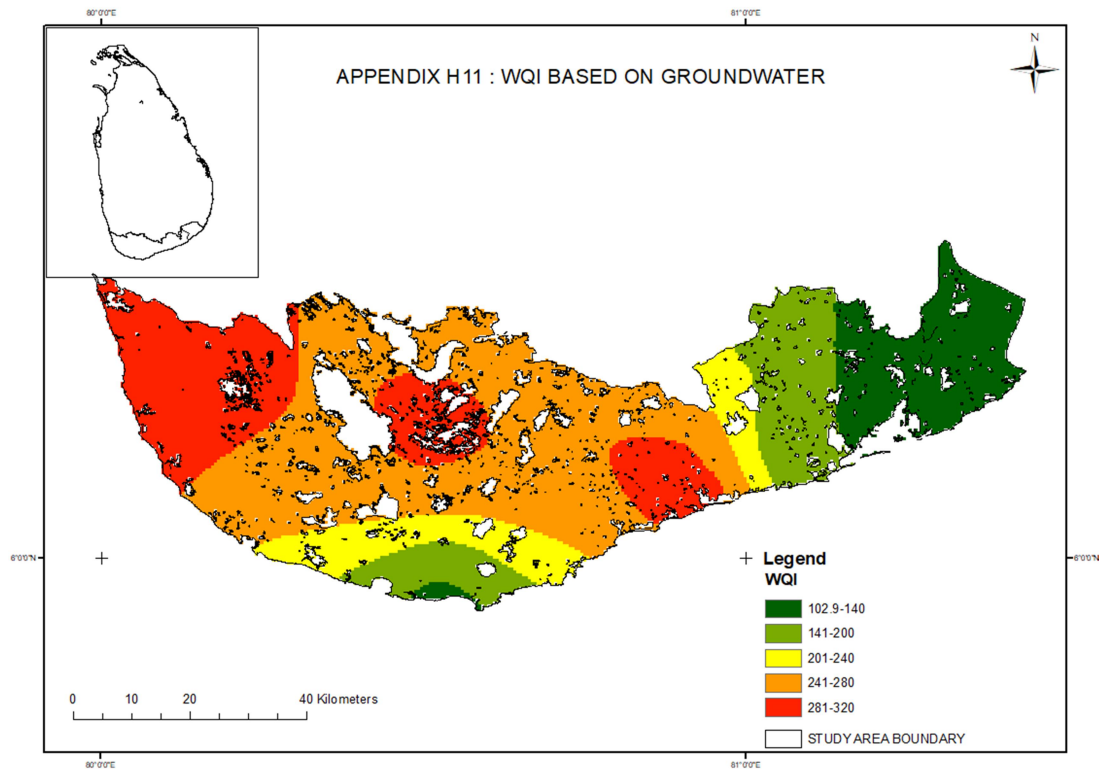 80°0'0"E
81°0'0"E
N
APPENDIX H11 : WQI BASED ON GROUNDWATER
6°0'0"N
6°0'0"N
Legend
WQI
102.9-140
141-200
201-240
241-280
281-320
STUDY AREA BOUNDARY
0 10 20 40 Kilometers
80°0'0"E
81°0'0"E